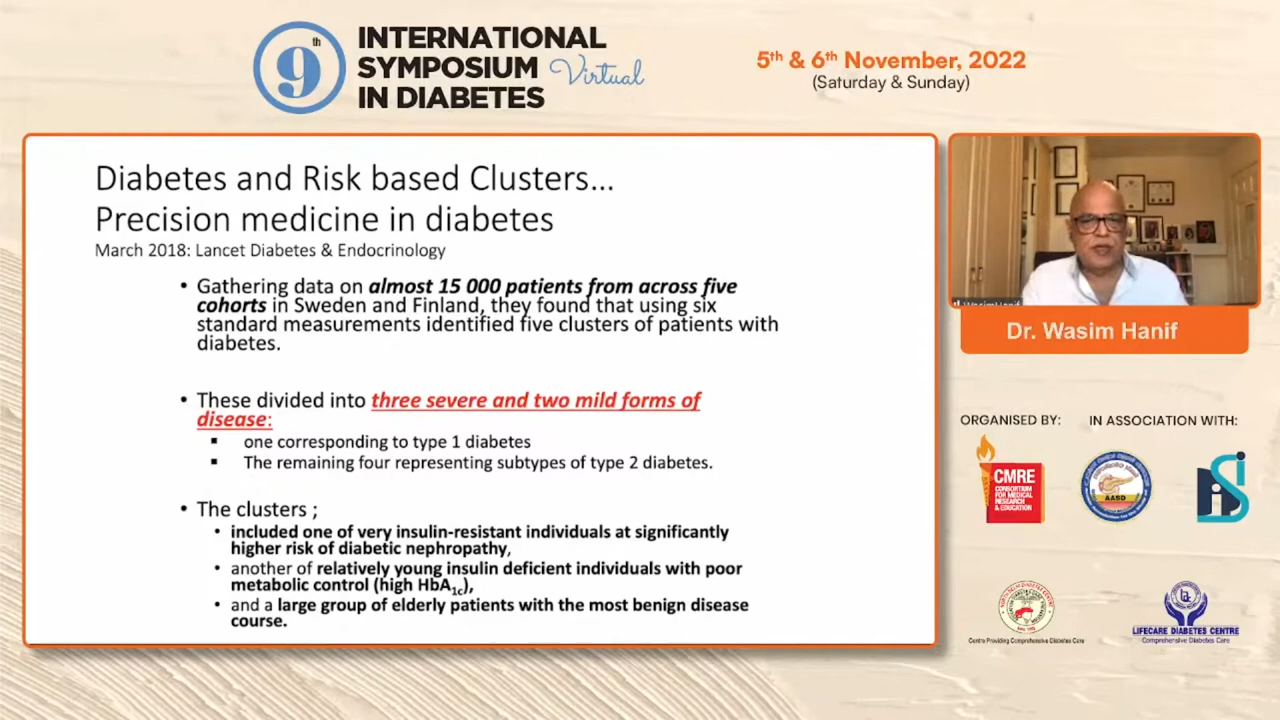 9th
INTERNATIONAL
SYMPOSIUM Virtual
IN DIABETES
5th & 6th November, 2022
(Saturday & Sunday)
Diabetes and Risk based Clusters...
Precision medicine in diabetes
March 2018: Lancet Diabetes & Endocrinology
• Gathering data on almost 15 000 patients from across five
cohorts in Sweden and Finland, they found that using six
standard measurements identified five clusters of patients with
diabetes.
• These divided into three severe and two mild forms of
disease:
▪ one corresponding to type 1 diabetes
▪ The remaining four representing subtypes of type 2 diabetes.
• The clusters ;
• included one of very insulin-resistant individuals at significantly
higher risk of diabetic nephropathy,
• another of relatively young insulin deficient individuals with poor
metabolic control (high HbA1c),
• and a large group of elderly patients with the most benign disease
course.
WasimHanif
Dr. Wasim Hanif
ORGANISED BY:
IN ASSOCIATION WITH:
CMRE
CONSORTIUM
FOR MEDICAL
RESEARCH
& EDUCATION
AASD
Centre Providing Comprehensive Diabetes Care
LIFECARE DIABETES CENTRE
Comprehensive Diabetes Care